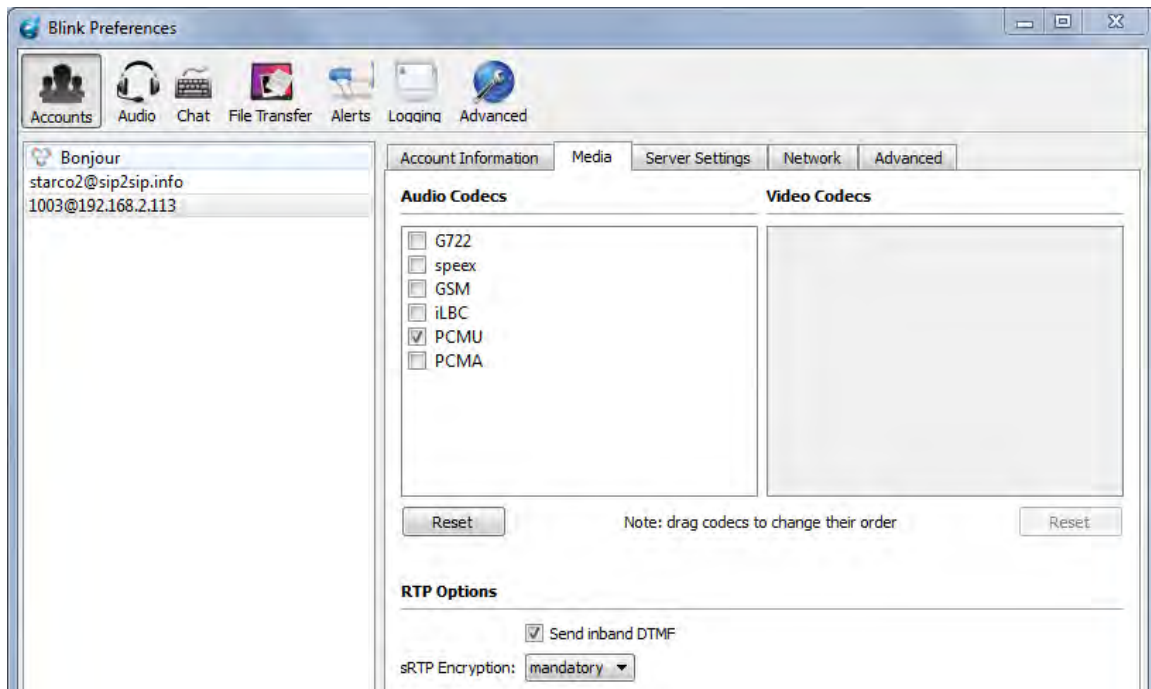 Blink Preferences
Accounts Audio Chat File Transfer Alerts Logging Advanced
Bonjour
starco2@sip2sip.info
1003@192.168.2.113
Account Information Media Server Settings Network Advanced
Audio Codecs Video Codecs
G722
speex
GSM
iLBC
PCMU
PCMA
Reset Note: drag codecs to change their order Reset
RTP Options
Send inband DTMF
sRTP Encryption: mandatory